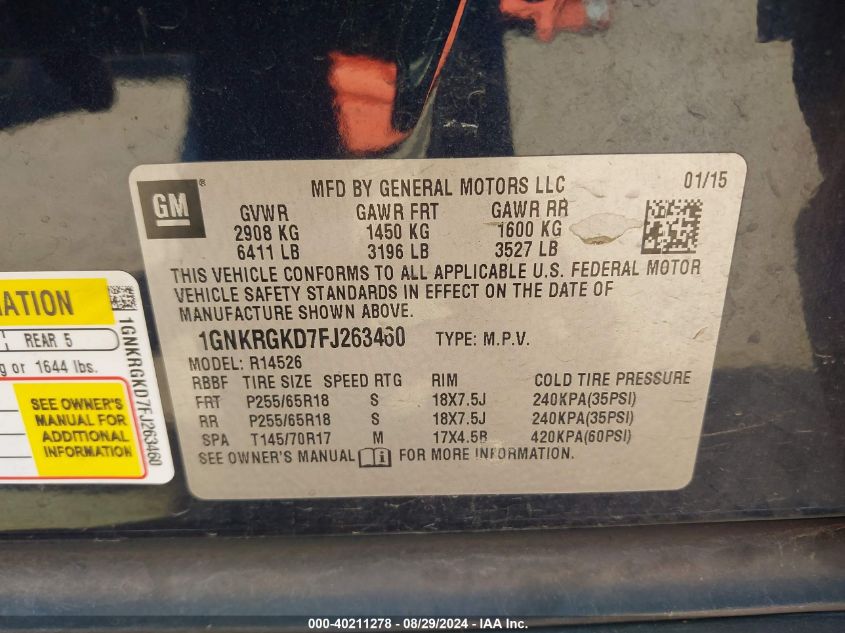 GM ®
MFD BY GENERAL MOTORS LLC 01/15
GVWR GAWR FRT GAWR RR
2908 KG 1450 KG 1600 KG
6411 LB 3196 LB 3527 LB
THIS VEHICLE CONFORMS TO ALL APPLICABLE U.S. FEDERAL MOTOR
VEHICLE SAFETY STANDARDS IN EFFECT ON THE DATE OF
MANUFACTURE SHOWN ABOVE.
1GNKRGKD7FJ263460 TYPE: M.P.V.
MODEL: R14526
RBBF TIRE SIZE SPEED RTG RIM COLD TIRE PRESSURE
FRT P255/65R18 S 18X7.5J 240KPA(35PSI)
RR P255/65R18 S 18X7.5J 240KPA(35PSI)
SPA T145/70R17 M 17X4.5B 420KPA(60PSI)
SEE OWNER'S MANUAL FOR MORE INFORMATION.
MATION
REAR 5
g or 1644 lbs.
SEE OWNER'S
MANUAL FOR
ADDITIONAL
INFORMATION
1GNKRGKD7FJ263460
000-40211278 - 08/29/2024 - IAA Inc.